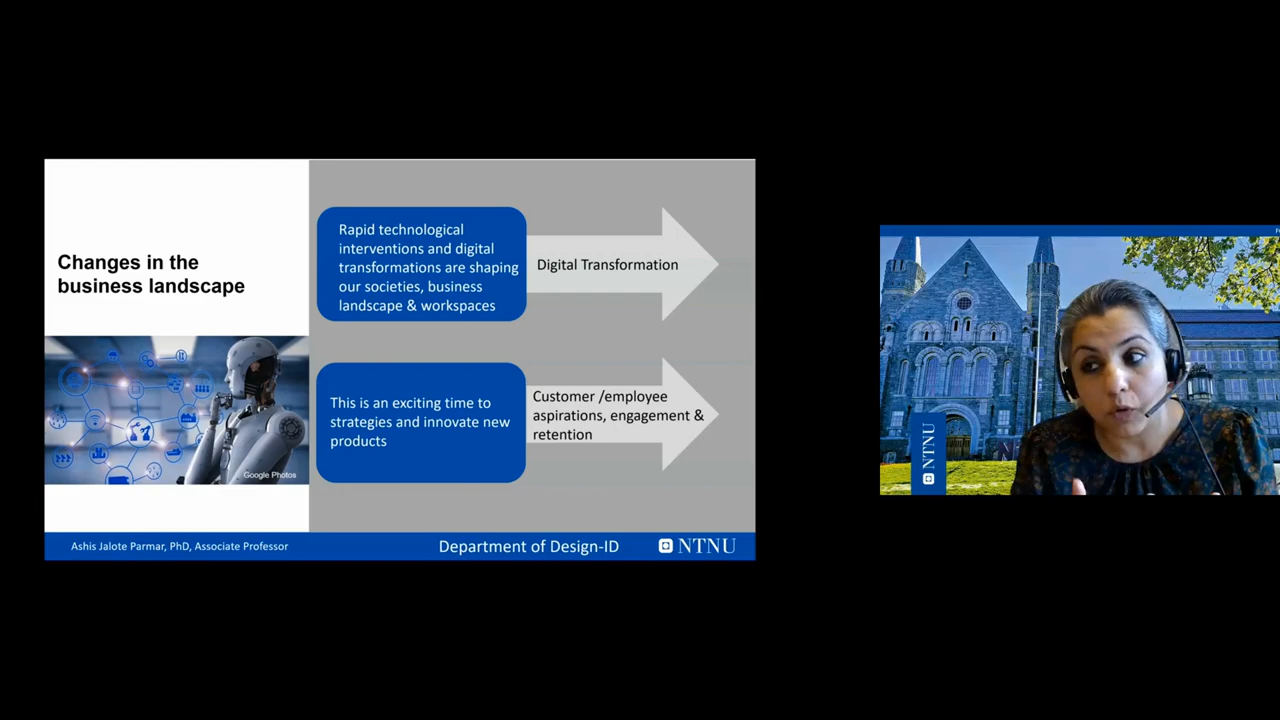 Changes in the
business landscape
Google Photos
Rapid technological
interventions and digital
transformations are shaping
our societies, business
landscape & workspaces
Digital Transformation
This is an exciting time to
strategies and innovate new
products
Customer /employee
aspirations, engagement &
retention
Ashis Jalote Parmar, PhD, Associate Professor
Department of Design-ID
NTNU
NTNU